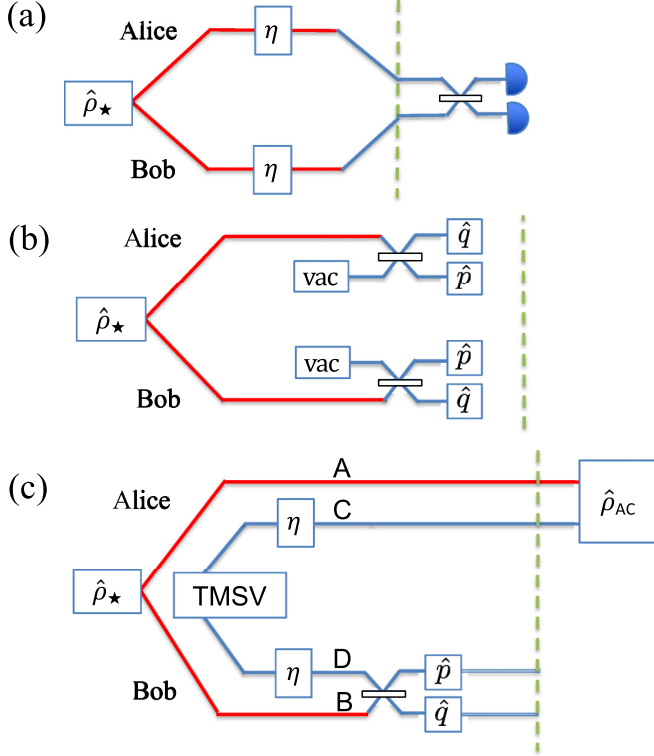 (a)
Alice
η
ρ̂★
Bob
η
(b)
Alice
q̂
vac
p̂
ρ̂★
vac
p̂
Bob
q̂
(c)
A
Alice
η
C
ρ̂AC
ρ̂★
TMSV
η
D
p̂
Bob
B
q̂